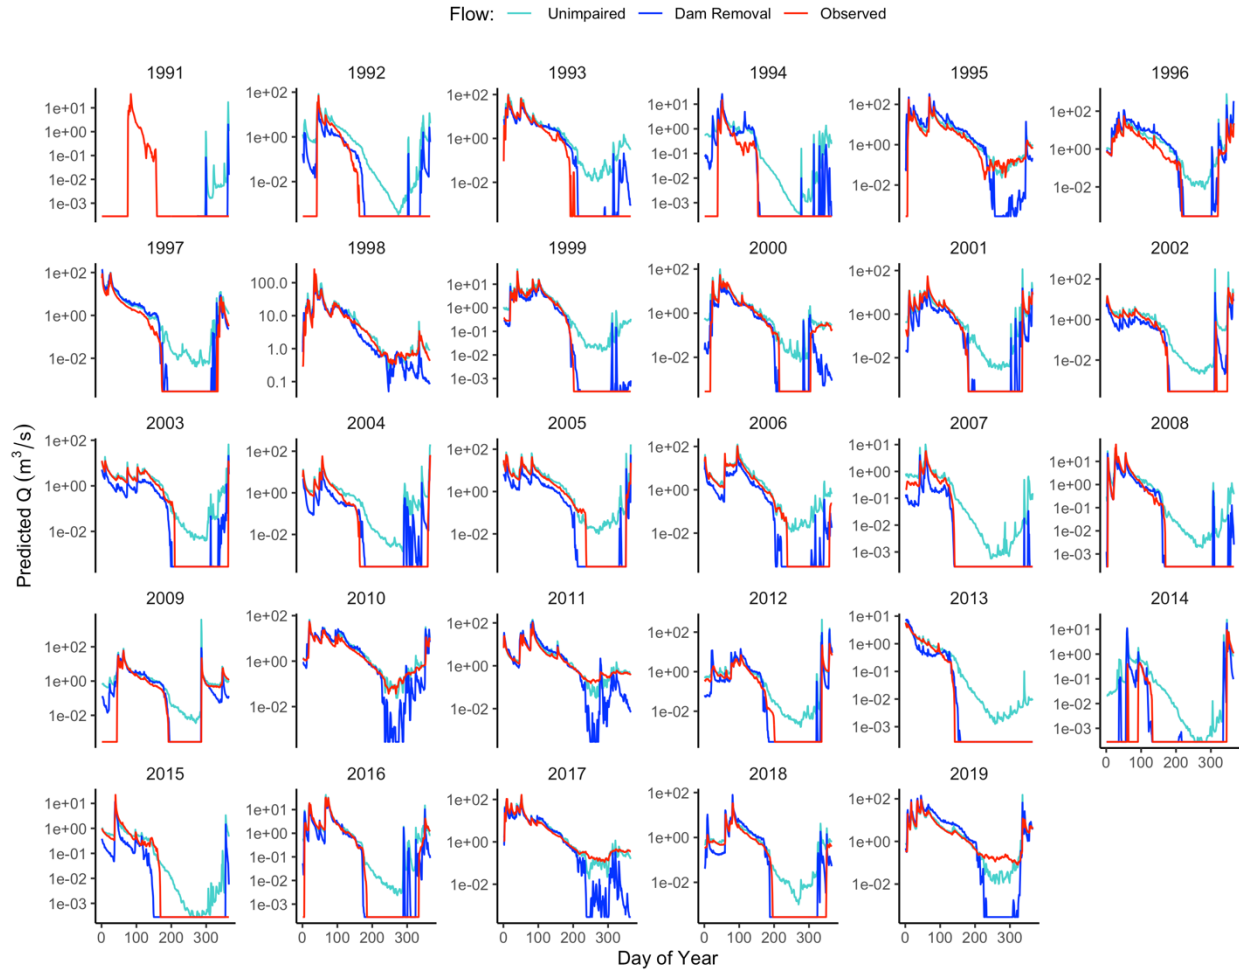 Flow: Unimpaired Dam Removal Observed
1991 1992 1993 1994 1995 1996
1e+01 1e+00 1e-01 1e-02 1e-03
1e+02 1e+00 1e-02
1e+02 1e+00 1e-02
1e+01 1e+00 1e-01 1e-02 1e-03
1e+02 1e+00 1e-02
1e+02 1e+00 1e-02
1997 1998 1999 2000 2001 2002
1e+02 1e+00 1e-02
100.0 10.0 1.0 0.1
1e+01 1e+00 1e-01 1e-02 1e-03
1e+02 1e+00 1e-02
1e+02 1e+00 1e-02
1e+02 1e+00 1e-02
2003 2004 2005 2006 2007 2008
1e+02 1e+00 1e-02
1e+02 1e+00 1e-02
1e+02 1e+00 1e-02
1e+02 1e+00 1e-02
1e+01 1e+00 1e-01 1e-02 1e-03
1e+01 1e+00 1e-01 1e-02 1e-03
2009 2010 2011 2012 2013 2014
1e+02 1e+00 1e-02
1e+02 1e+00 1e-02
1e+02 1e+00 1e-02
1e+02 1e+00 1e-02
1e+01 1e+00 1e-01 1e-02 1e-03
1e+01 1e+00 1e-01 1e-02 1e-03
2015 2016 2017 2018 2019
1e+01 1e+00 1e-01 1e-02 1e-03
1e+01 1e+00 1e-01 1e-02 1e-03
1e+02 1e+00 1e-02
1e+02 1e+00 1e-02
1e+02 1e+00 1e-02
0 100 200 300
0 100 200 300
0 100 200 300
0 100 200 300
0 100 200 300
0 100 200 300
Predicted Q (m³/s)
Day of Year